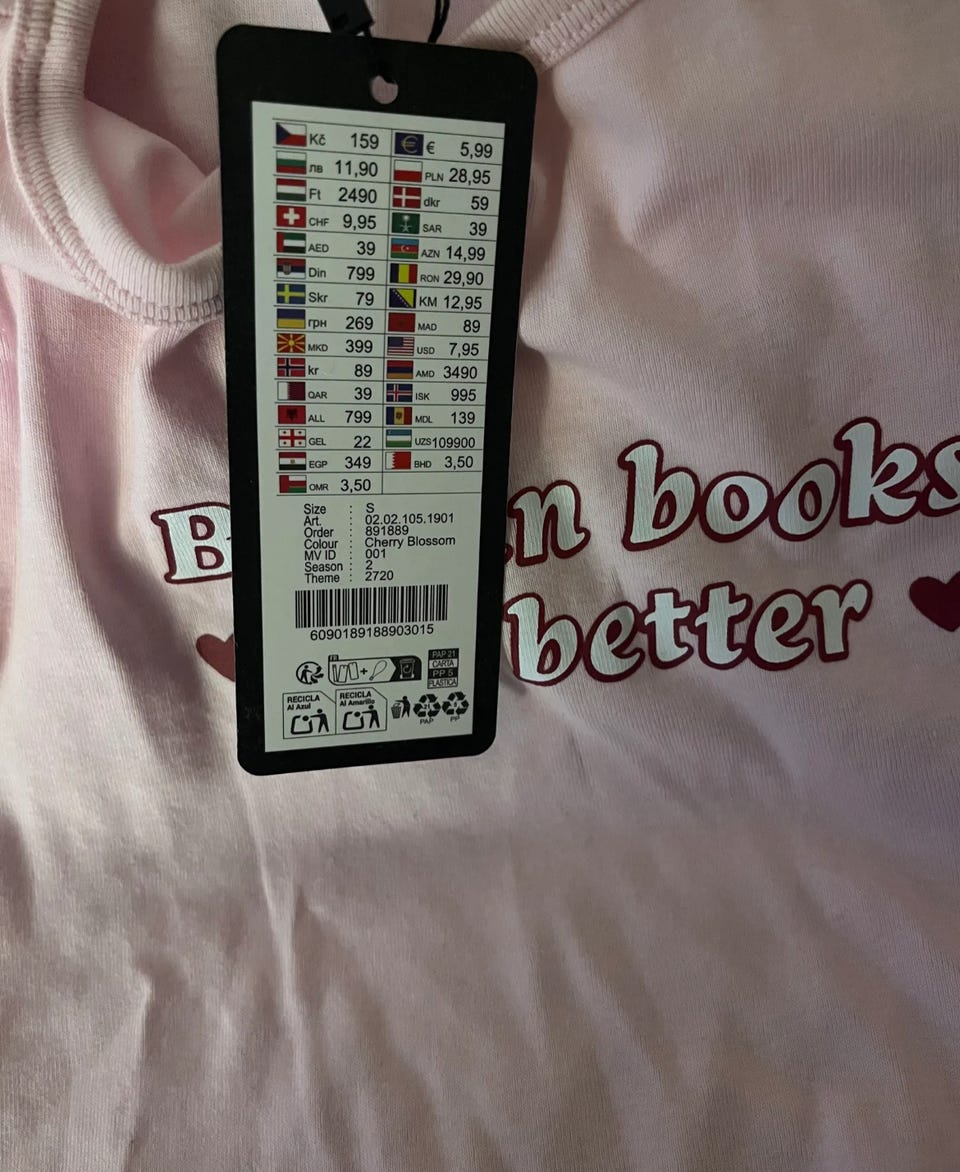 Kč 159 € 5,99
лв 11,90 PLN 28,95
Ft 2490 dkr 59
CHF 9,95 SAR 39
AED 39 AZN 14,99
Din 799 RON 29,90
Skr 79 KM 12,95
грн 269 MAD 89
MKD 399 USD 7,95
kr 89 AMD 3490
QAR 39 ISK 995
ALL 799 MDL 139
GEL 22 UZS 109900
EGP 349 BHD 3,50
OMR 3,50
Size : S
Art. : 02.02.105.1901
Order : 891889
Colour : Cherry Blossom
MV ID : 001
Season : 2
Theme : 2720
6090189188903015
FR
+
PAP 21
CARTA
PP 5
PLASTICA
RECICLA
Al Azul
RECICLA
Al Amarillo
21
PAP
5
PP
B n books
better